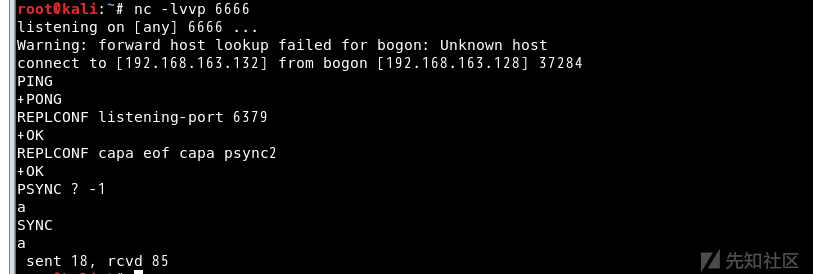 root@kali:~# nc -lvvp 6666
listening on [any] 6666 ...
Warning: forward host lookup failed for bogon: Unknown host
connect to [192.168.163.132] from bogon [192.168.163.128] 37284
PING
+PONG
REPLCONF listening-port 6379
+OK
REPLCONF capa eof capa psync2
+OK
PSYNC ? -1
a
SYNC
a
 sent 18, rcvd 85
先知社区